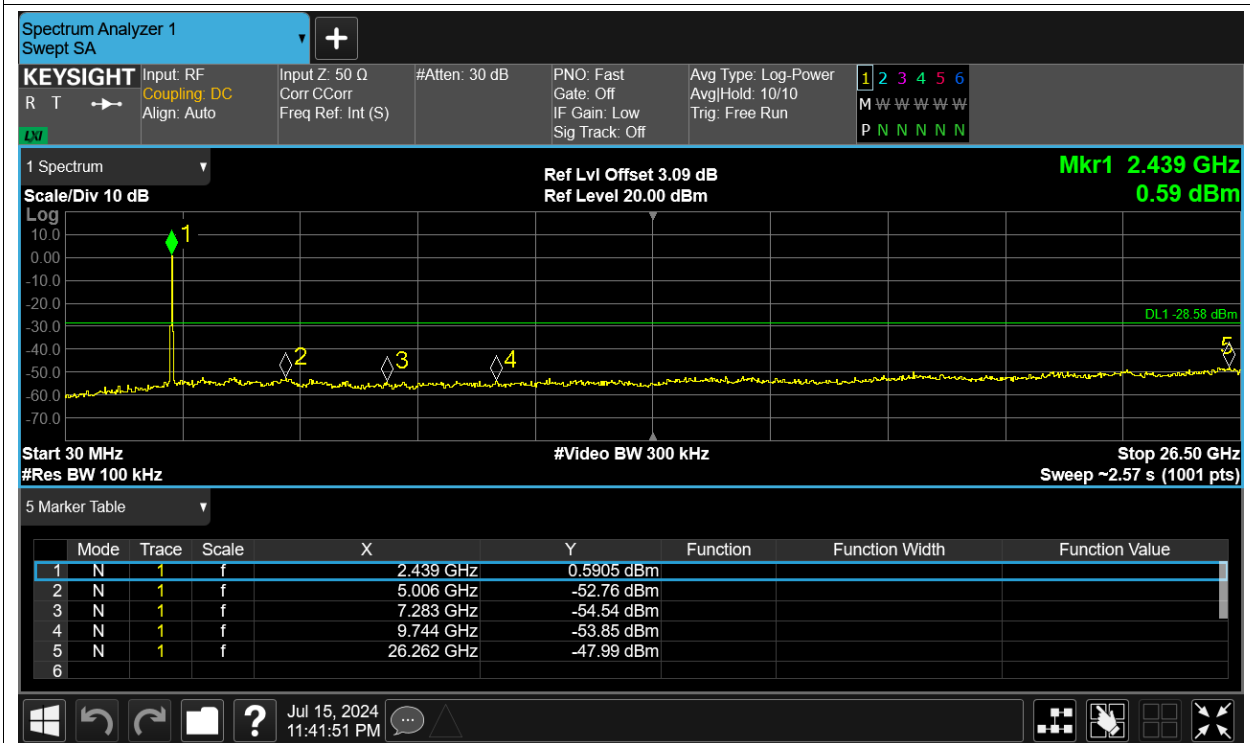 Spectrum Analyzer 1
Swept SA
+
KEYSIGHT
R T
LXI
Input: RF
Coupling: DC
Align: Auto
Input Z: 50 Ω
Corr CCorr
Freq Ref: Int (S)
#Atten: 30 dB
PNO: Fast
Gate: Off
IF Gain: Low
Sig Track: Off
Avg Type: Log-Power
Avg|Hold: 10/10
Trig: Free Run
1 2 3 4 5 6
M W W W W W
P N N N N N
1 Spectrum
Scale/Div 10 dB
Ref Lvl Offset 3.09 dB
Ref Level 20.00 dBm
Mkr1 2.439 GHz
0.59 dBm
Log
10.0
0.00
-10.0
-20.0
-30.0
-40.0
-50.0
-60.0
-70.0
1
2
3
4
5
DL1 -28.58 dBm
Start 30 MHz
#Video BW 300 kHz
Stop 26.50 GHz
#Res BW 100 kHz
Sweep ~2.57 s (1001 pts)
5 Marker Table
Mode Trace Scale X Y Function Function Width Function Value
1 N 1 f 2.439 GHz 0.5905 dBm
2 N 1 f 5.006 GHz -52.76 dBm
3 N 1 f 7.283 GHz -54.54 dBm
4 N 1 f 9.744 GHz -53.85 dBm
5 N 1 f 26.262 GHz -47.99 dBm
6
?
Jul 15, 2024
11:41:51 PM